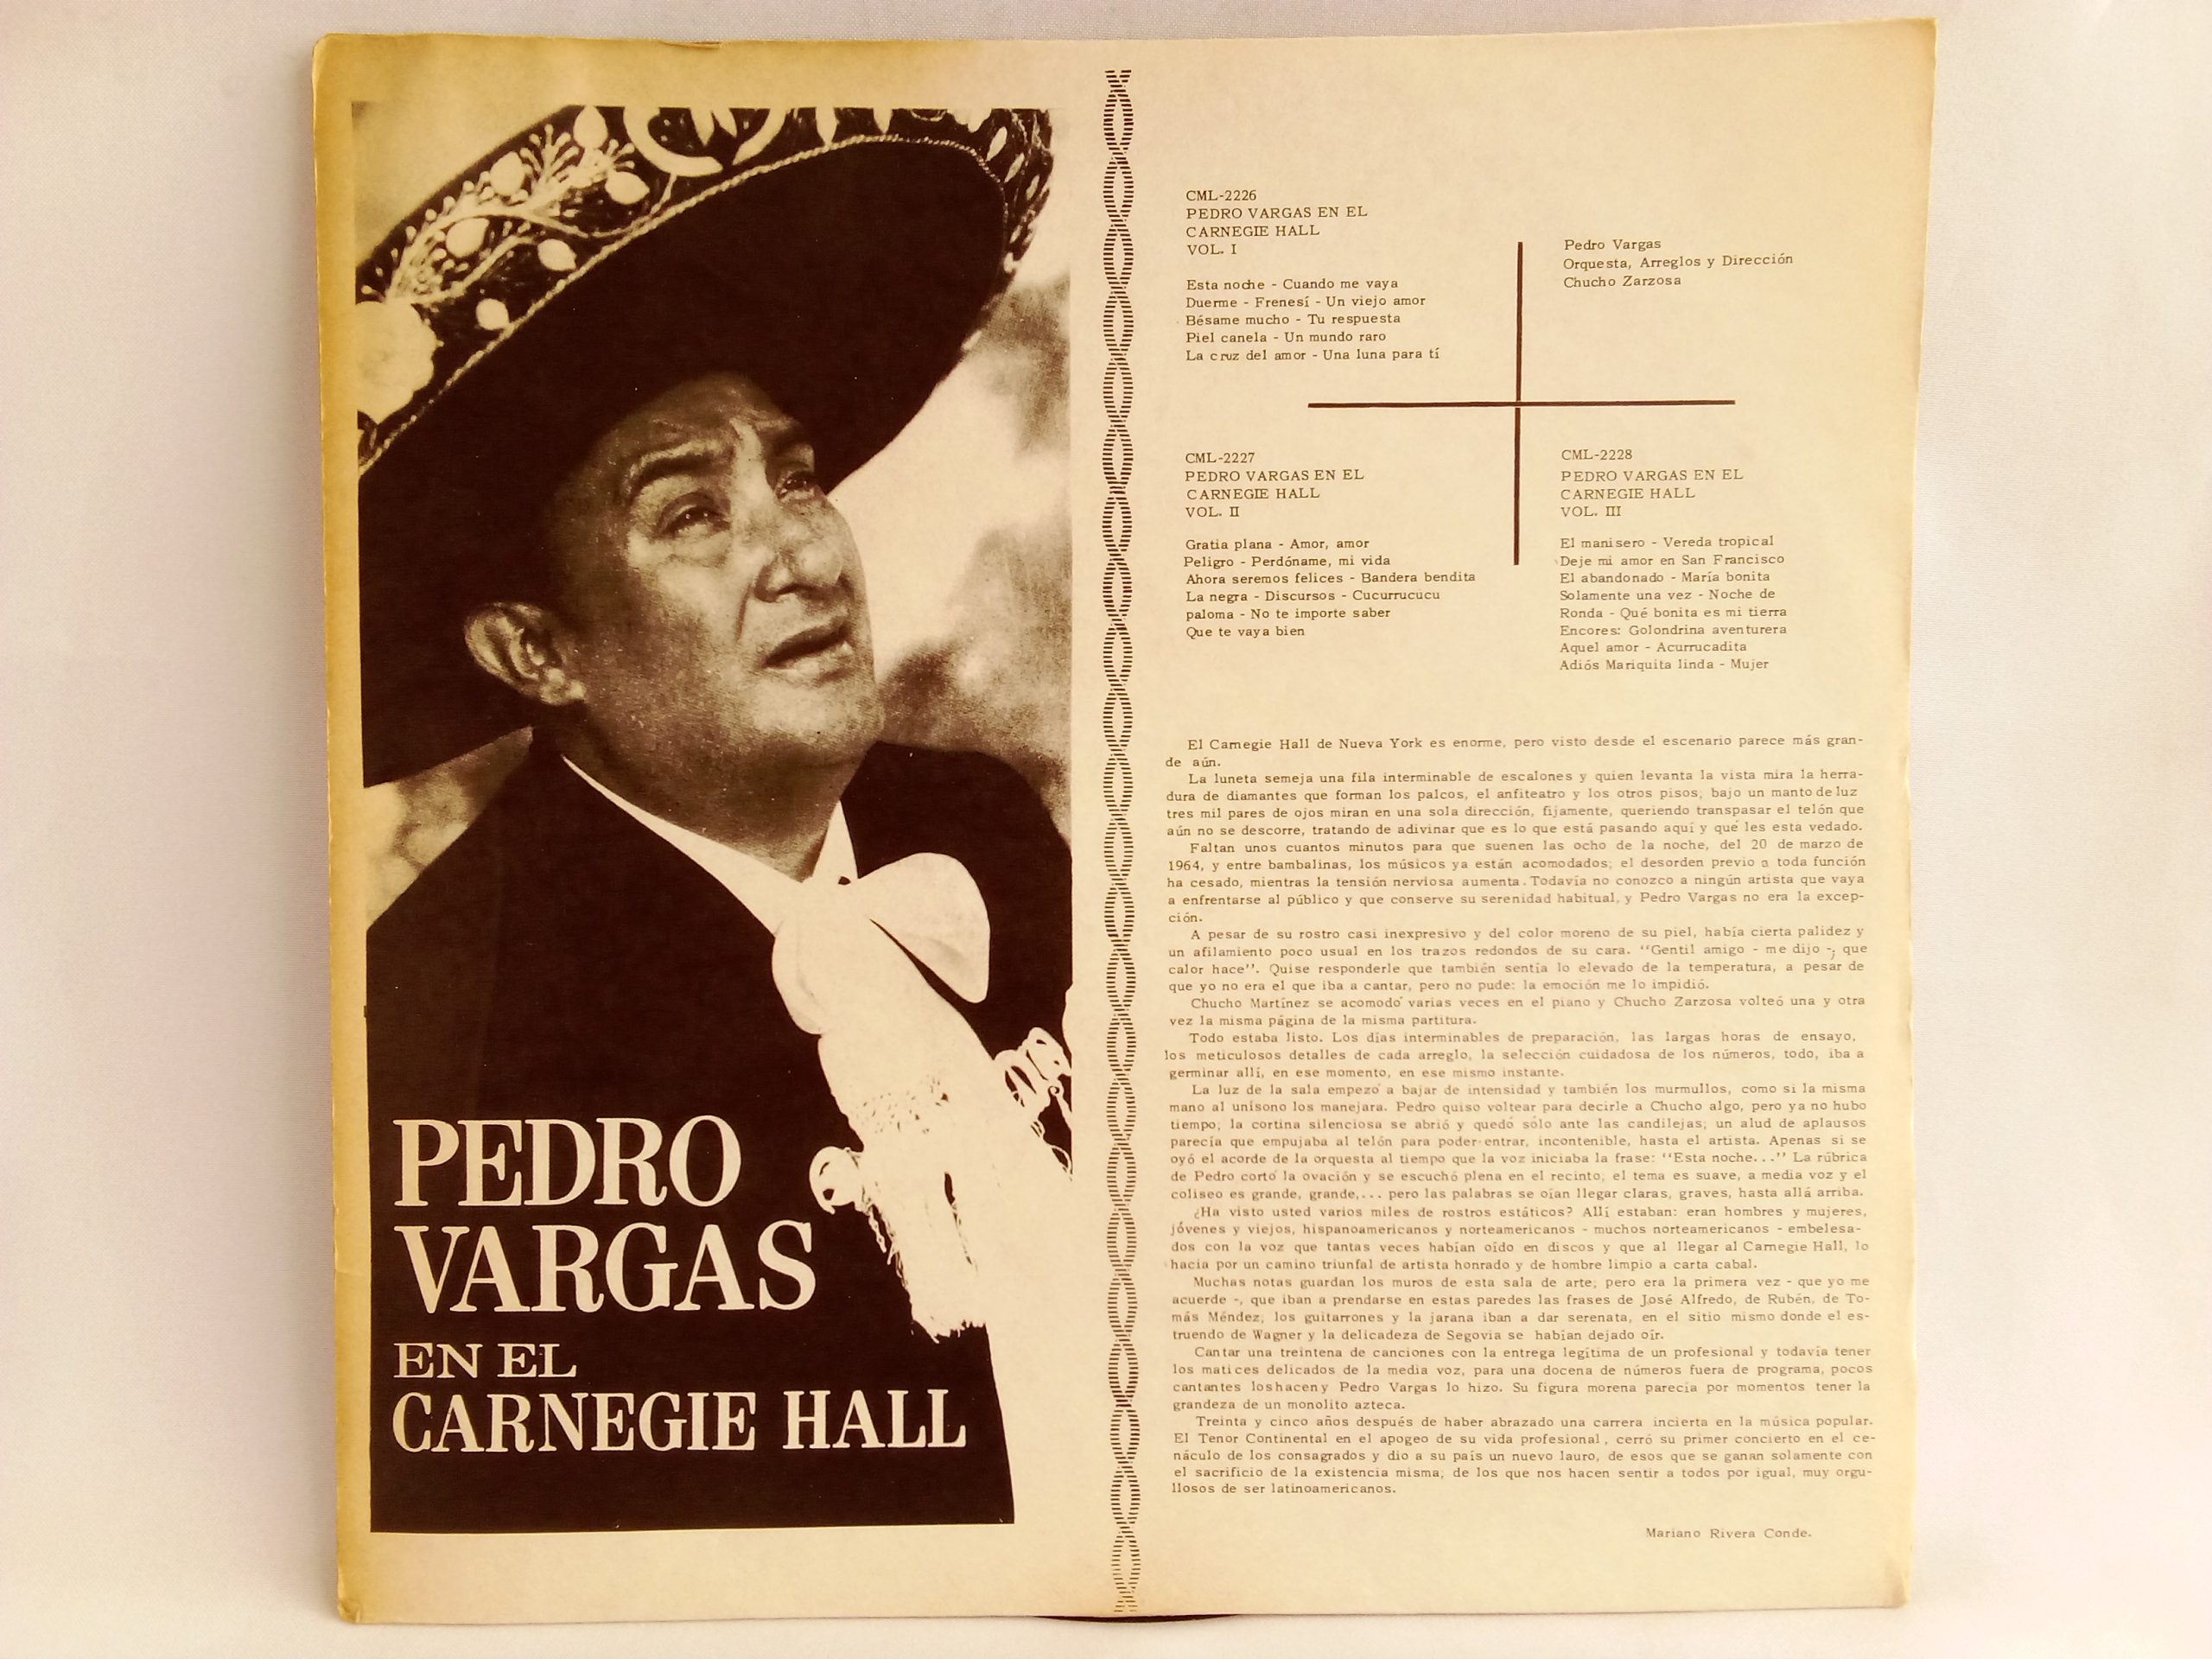 PEDRO
VARGAS
EN EL
CARNEGIE HALL
CML-2226
PEDRO VARGAS EN EL
CARNEGIE HALL
VOL. I
Esta noche - Cuando me vaya
Duerme - Frenesí - Un viejo amor
Bésame mucho - Tu respuesta
Piel canela - Un mundo raro
La cruz del amor - Una luna para tí
Pedro Vargas
Orquesta, Arreglos y Dirección
Chucho Zarzosa
CML-2227
PEDRO VARGAS EN EL
CARNEGIE HALL
VOL. II
Gratia plana - Amor, amor
Peligro - Perdóname, mi vida
Ahora seremos felices - Bandera bendita
La negra - Discursos - Cucurrucucu
paloma - No te importe saber
Que te vaya bien
CML-2228
PEDRO VARGAS EN EL
CARNEGIE HALL
VOL. III
El manisero - Vereda tropical
Deje mi amor en San Francisco
El abandonado - María bonita
Solamente una vez - Noche de
Ronda - Qué bonita es mi tierra
Encores: Golondrina aventurera
Aquel amor - Acurrucadita
Adiós Mariquita linda - Mujer
El Carnegie Hall de Nueva York es enorme, pero visto desde el escenario parece más gran-
de aún.
La luneta semeja una fila interminable de escalones y quien levanta la vista mira la herra-
dura de diamantes que forman los palcos, el anfiteatro y los otros pisos; bajo un manto de luz
tres mil pares de ojos miran en una sola dirección, fijamente, queriendo transpasar el telón que
aún no se descorre, tratando de adivinar que es lo que está pasando aquí y qué les esta vedado.
Faltan unos cuantos minutos para que suenen las ocho de la noche, del 20 de marzo de
1964, y entre bambalinas, los músicos ya están acomodados; el desorden previo a toda función
ha cesado, mientras la tensión nerviosa aumenta. Todavía no conozco a ningún artista que vaya
a enfrentarse al público y que conserve su serenidad habitual, y Pedro Vargas no era la excep-
ción.
A pesar de su rostro casi inexpresivo y del color moreno de su piel, había cierta palidez y
un afilamiento poco usual en los trazos redondos de su cara. "Gentil amigo - me dijo -, que
calor hace". Quise responderle que también sentía lo elevado de la temperatura, a pesar de
que yo no era el que iba a cantar, pero no pude: la emoción me lo impidió.
Chucho Martínez se acomodó varias veces en el piano y Chucho Zarzosa volteó una y otra
vez la misma página de la misma partitura.
Todo estaba listo. Los días interminables de preparación, las largas horas de ensayo,
los meticulosos detalles de cada arreglo, la selección cuidadosa de los números, todo, iba a
germinar allí, en ese momento, en ese mismo instante.
La luz de la sala empezó a bajar de intensidad y también los murmullos, como si la misma
mano al unísono los manejara. Pedro quiso voltear para decirle a Chucho algo, pero ya no hubo
tiempo; la cortina silenciosa se abrió y quedó sólo ante las candilejas; un alud de aplausos
parecía que empujaba al telón para poder entrar, incontenible, hasta el artista. Apenas si se
oyó el acorde de la orquesta al tiempo que la voz iniciaba la frase: "Esta noche..." La rúbrica
de Pedro cortó la ovación y se escuchó plena en el recinto; el tema es suave, a media voz y el
coliseo es grande, grande,... pero las palabras se oían llegar claras, graves, hasta allá arriba.
¿Ha visto usted varios miles de rostros estáticos? Allí estaban: eran hombres y mujeres,
jóvenes y viejos, hispanoamericanos y norteamericanos - muchos norteamericanos - embelesa-
dos con la voz que tantas veces habían oído en discos y que al llegar al Carnegie Hall, lo
hacía por un camino triunfal de artista honrado y de hombre limpio a carta cabal.
Muchas notas guardan los muros de esta sala de arte; pero era la primera vez - que yo me
acuerde -, que iban a prendarse en estas paredes las frases de José Alfredo, de Rubén, de To-
más Méndez; los guitarrones y la jarana iban a dar serenata, en el sitio mismo donde el es-
truendo de Wagner y la delicadeza de Segovia se habían dejado oír.
Cantar una treintena de canciones con la entrega legítima de un profesional y todavía tener
los matices delicados de la media voz, para una docena de números fuera de programa, pocos
cantantes los hacen y Pedro Vargas lo hizo. Su figura morena parecía por momentos tener la
grandeza de un monolito azteca.
Treinta y cinco años después de haber abrazado una carrera incierta en la música popular.
El Tenor Continental en el apogeo de su vida profesional, cerró su primer concierto en el ce-
náculo de los consagrados y dio a su país un nuevo lauro, de esos que se ganan solamente con
el sacrificio de la existencia misma, de los que nos hacen sentir a todos por igual, muy orgu-
llosos de ser latinoamericanos.
Mariano Rivera Conde.